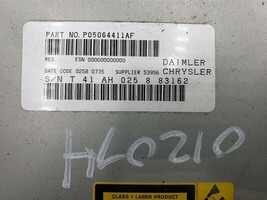 PART NO. P05064411AF
RES ESN 000000000000
DAIMLER
DATE CODE 0258 0735 SUPPLIER 53956
CHRYSLER
S/N T 41 AH 025 8 83162
HL0210
CLASS 1 LASER PRODUCT